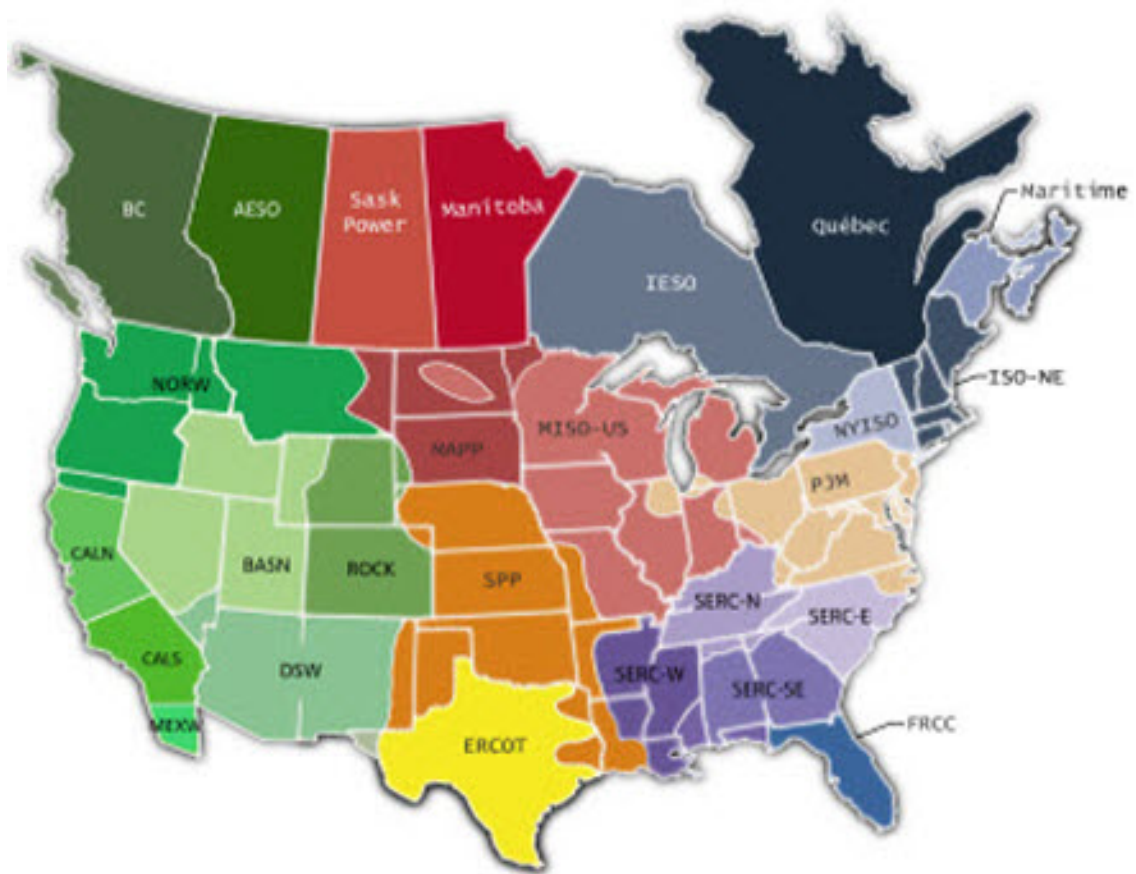 BC
AESO
Sask
Power
Manitoba
IESO
Québec
Maritime
NORW
MAPP
MISO-US
NYISO
ISO-NE
PJM
CALN
BASN
ROCK
SPP
SERC-N
SERC-E
CALS
DSW
SERC-W
SERC-SE
MEXW
ERCOT
FRCC